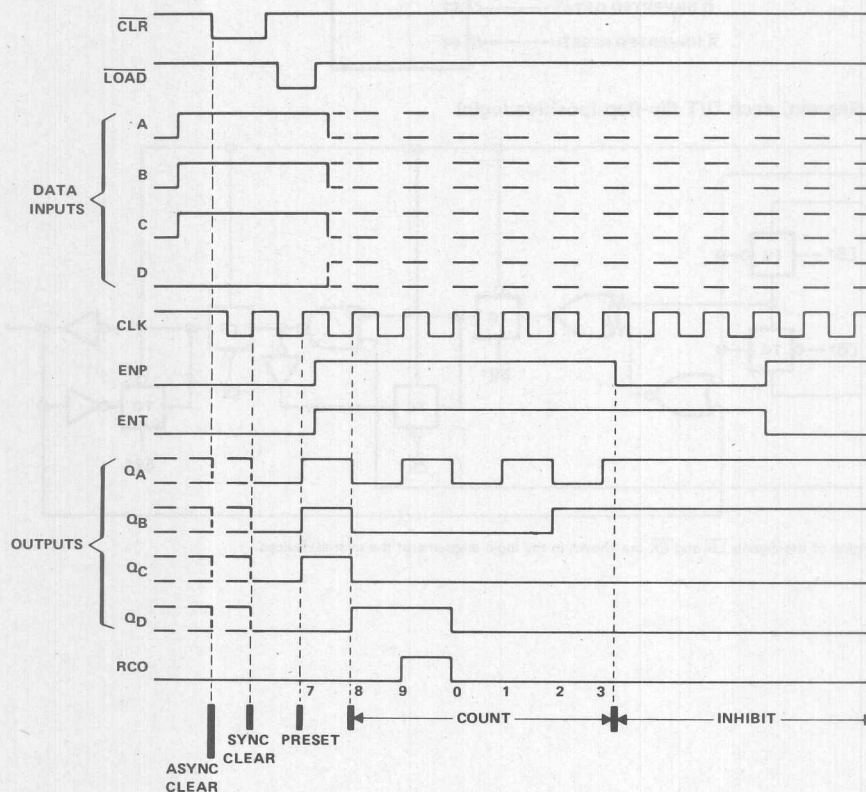 CLR
LOAD
A
B
DATA
INPUTS
C
D
CLK
ENP
ENT
QA
QB
OUTPUTS
QC
QD
RCO
7 8 9 0 1 2 3
COUNT
INHIBIT
SYNC
CLEAR
PRESET
ASYNC
CLEAR